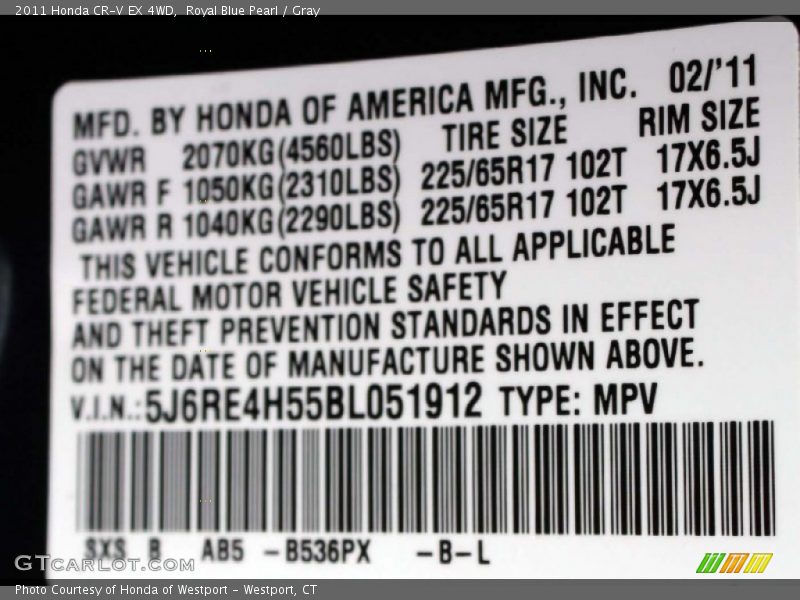 2011 Honda CR-V EX 4WD, Royal Blue Pearl / Gray
MFD. BY HONDA OF AMERICA MFG., INC. 02/'11
GVWR 2070KG(4560LBS) TIRE SIZE RIM SIZE
GAWR F 1050KG(2310LBS) 225/65R17 102T 17X6.5J
GAWR R 1040KG(2290LBS) 225/65R17 102T 17X6.5J
THIS VEHICLE CONFORMS TO ALL APPLICABLE
FEDERAL MOTOR VEHICLE SAFETY
AND THEFT PREVENTION STANDARDS IN EFFECT
ON THE DATE OF MANUFACTURE SHOWN ABOVE.
V.I.N.:5J6RE4H55BL051912 TYPE: MPV
SXS B AB5 -B536PX -B-L
GTCARLOT.COM
Photo Courtesy of Honda of Westport - Westport, CT